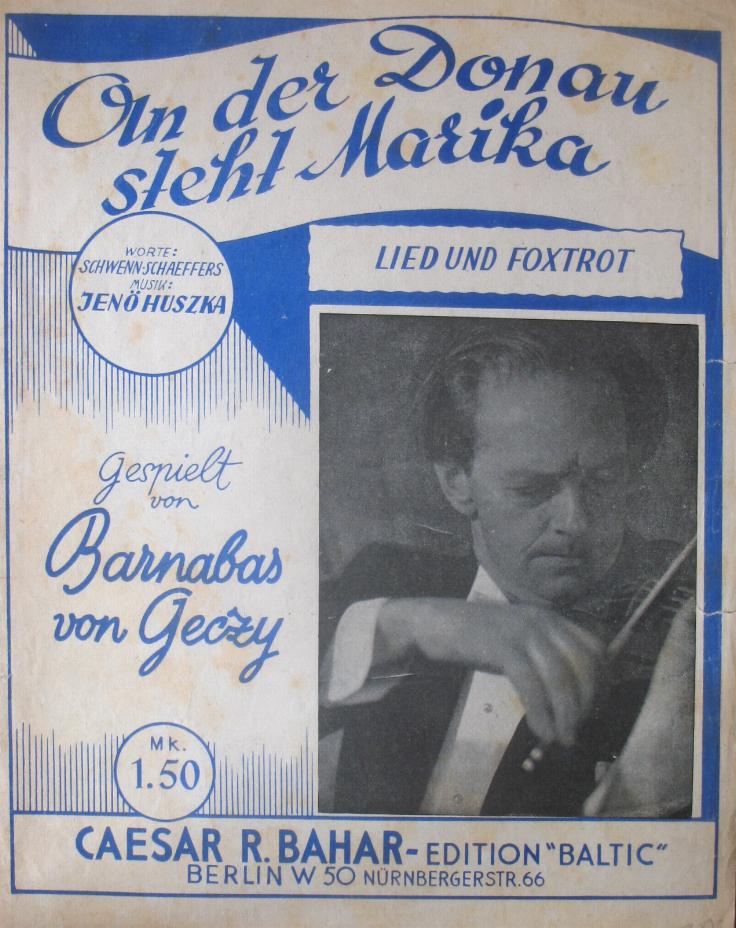 An der Donau
steht Marika
LIED UND FOXTROT
WORTE:
SCHWENN-SCHAEFFERS
MUSIK:
JENÖ HUSZKA
Gespielt
von
Barnabas
von Geczy
Mk.
1.50
CAESAR R. BAHAR - EDITION "BALTIC"
BERLIN W 50 NÜRNBERGERSTR. 66